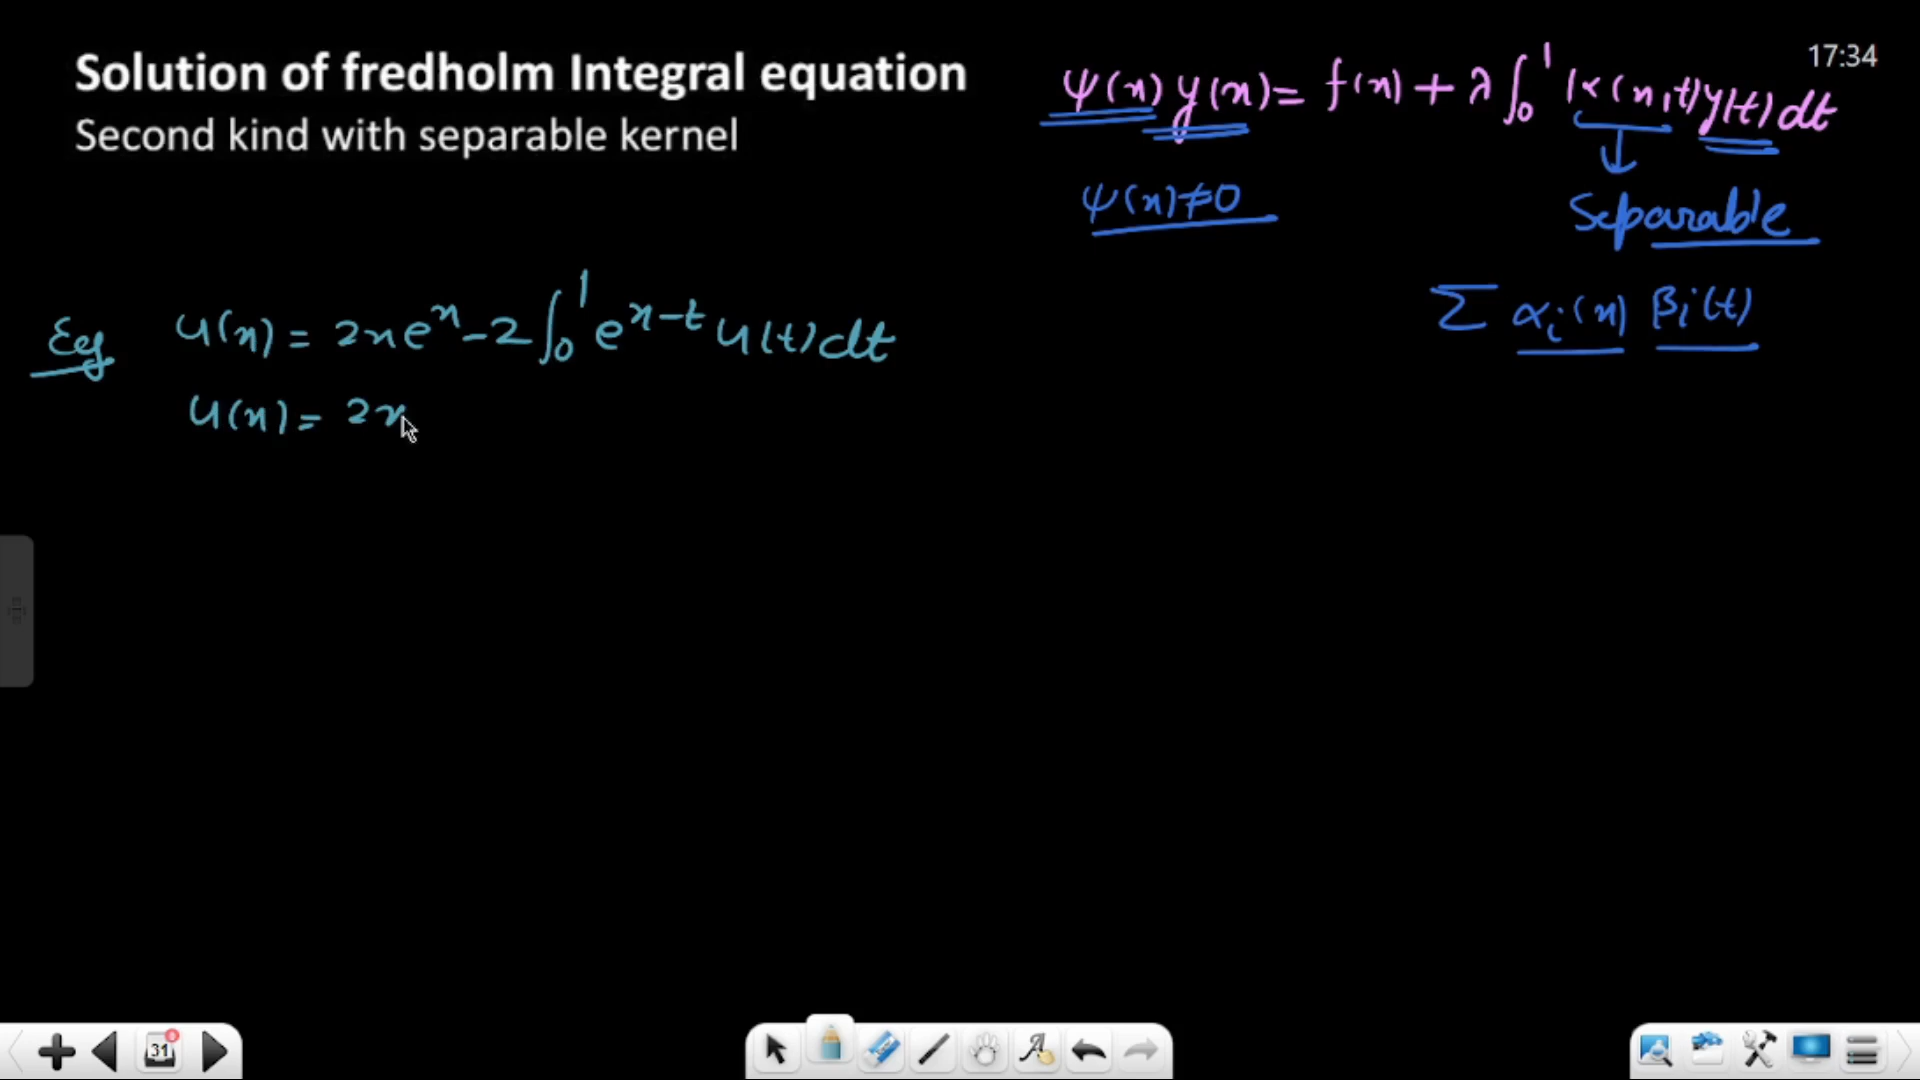 Solution of fredholm Integral equation
Second kind with separable kernel
17:34
ψ(x) y(x) = f(x) + λ ∫₀¹ K(x,t) y(t) dt
ψ(x) ≠ 0
Separable
Σ αᵢ(x) βᵢ(t)
Eg u(x) = 2xeˣ - 2 ∫₀¹ eˣ⁻ᵗ u(t) dt
u(x) = 2x
31